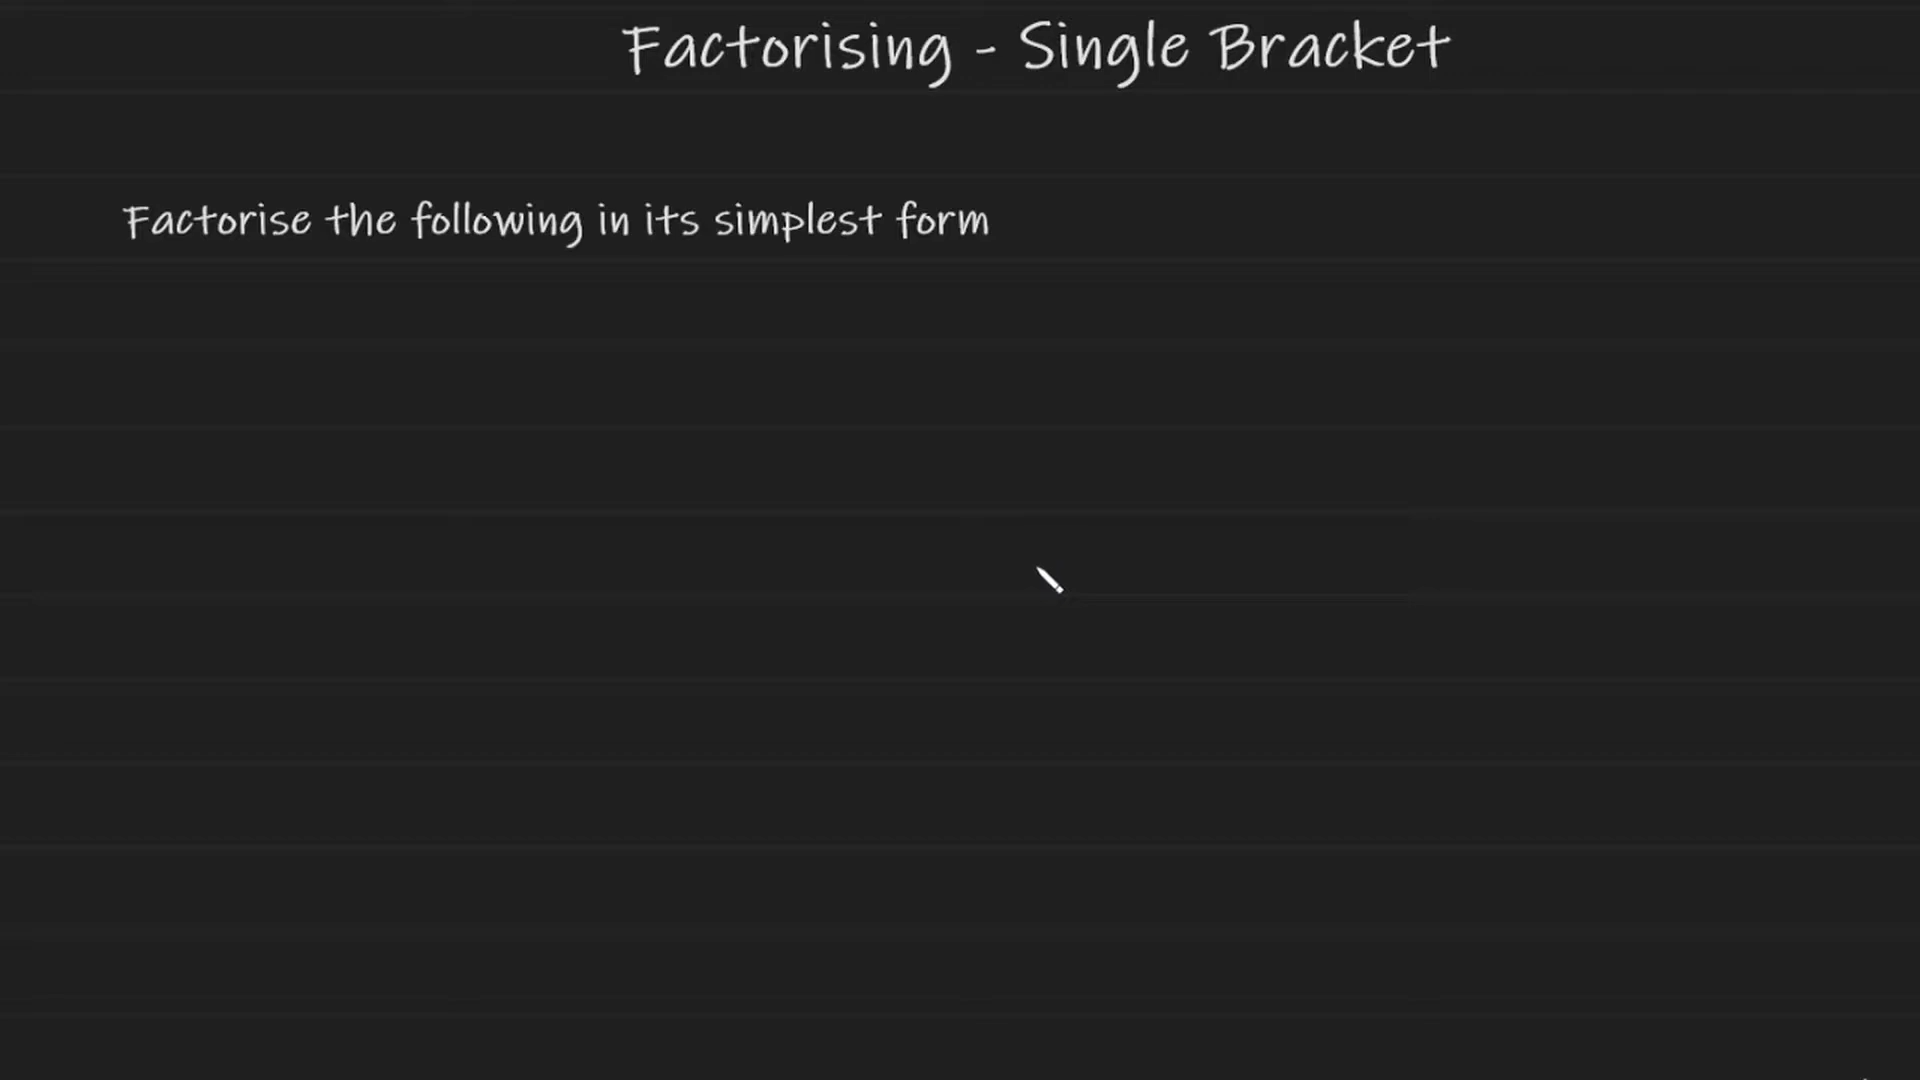 Factorising - Single Bracket
Factorise the following in its simplest form